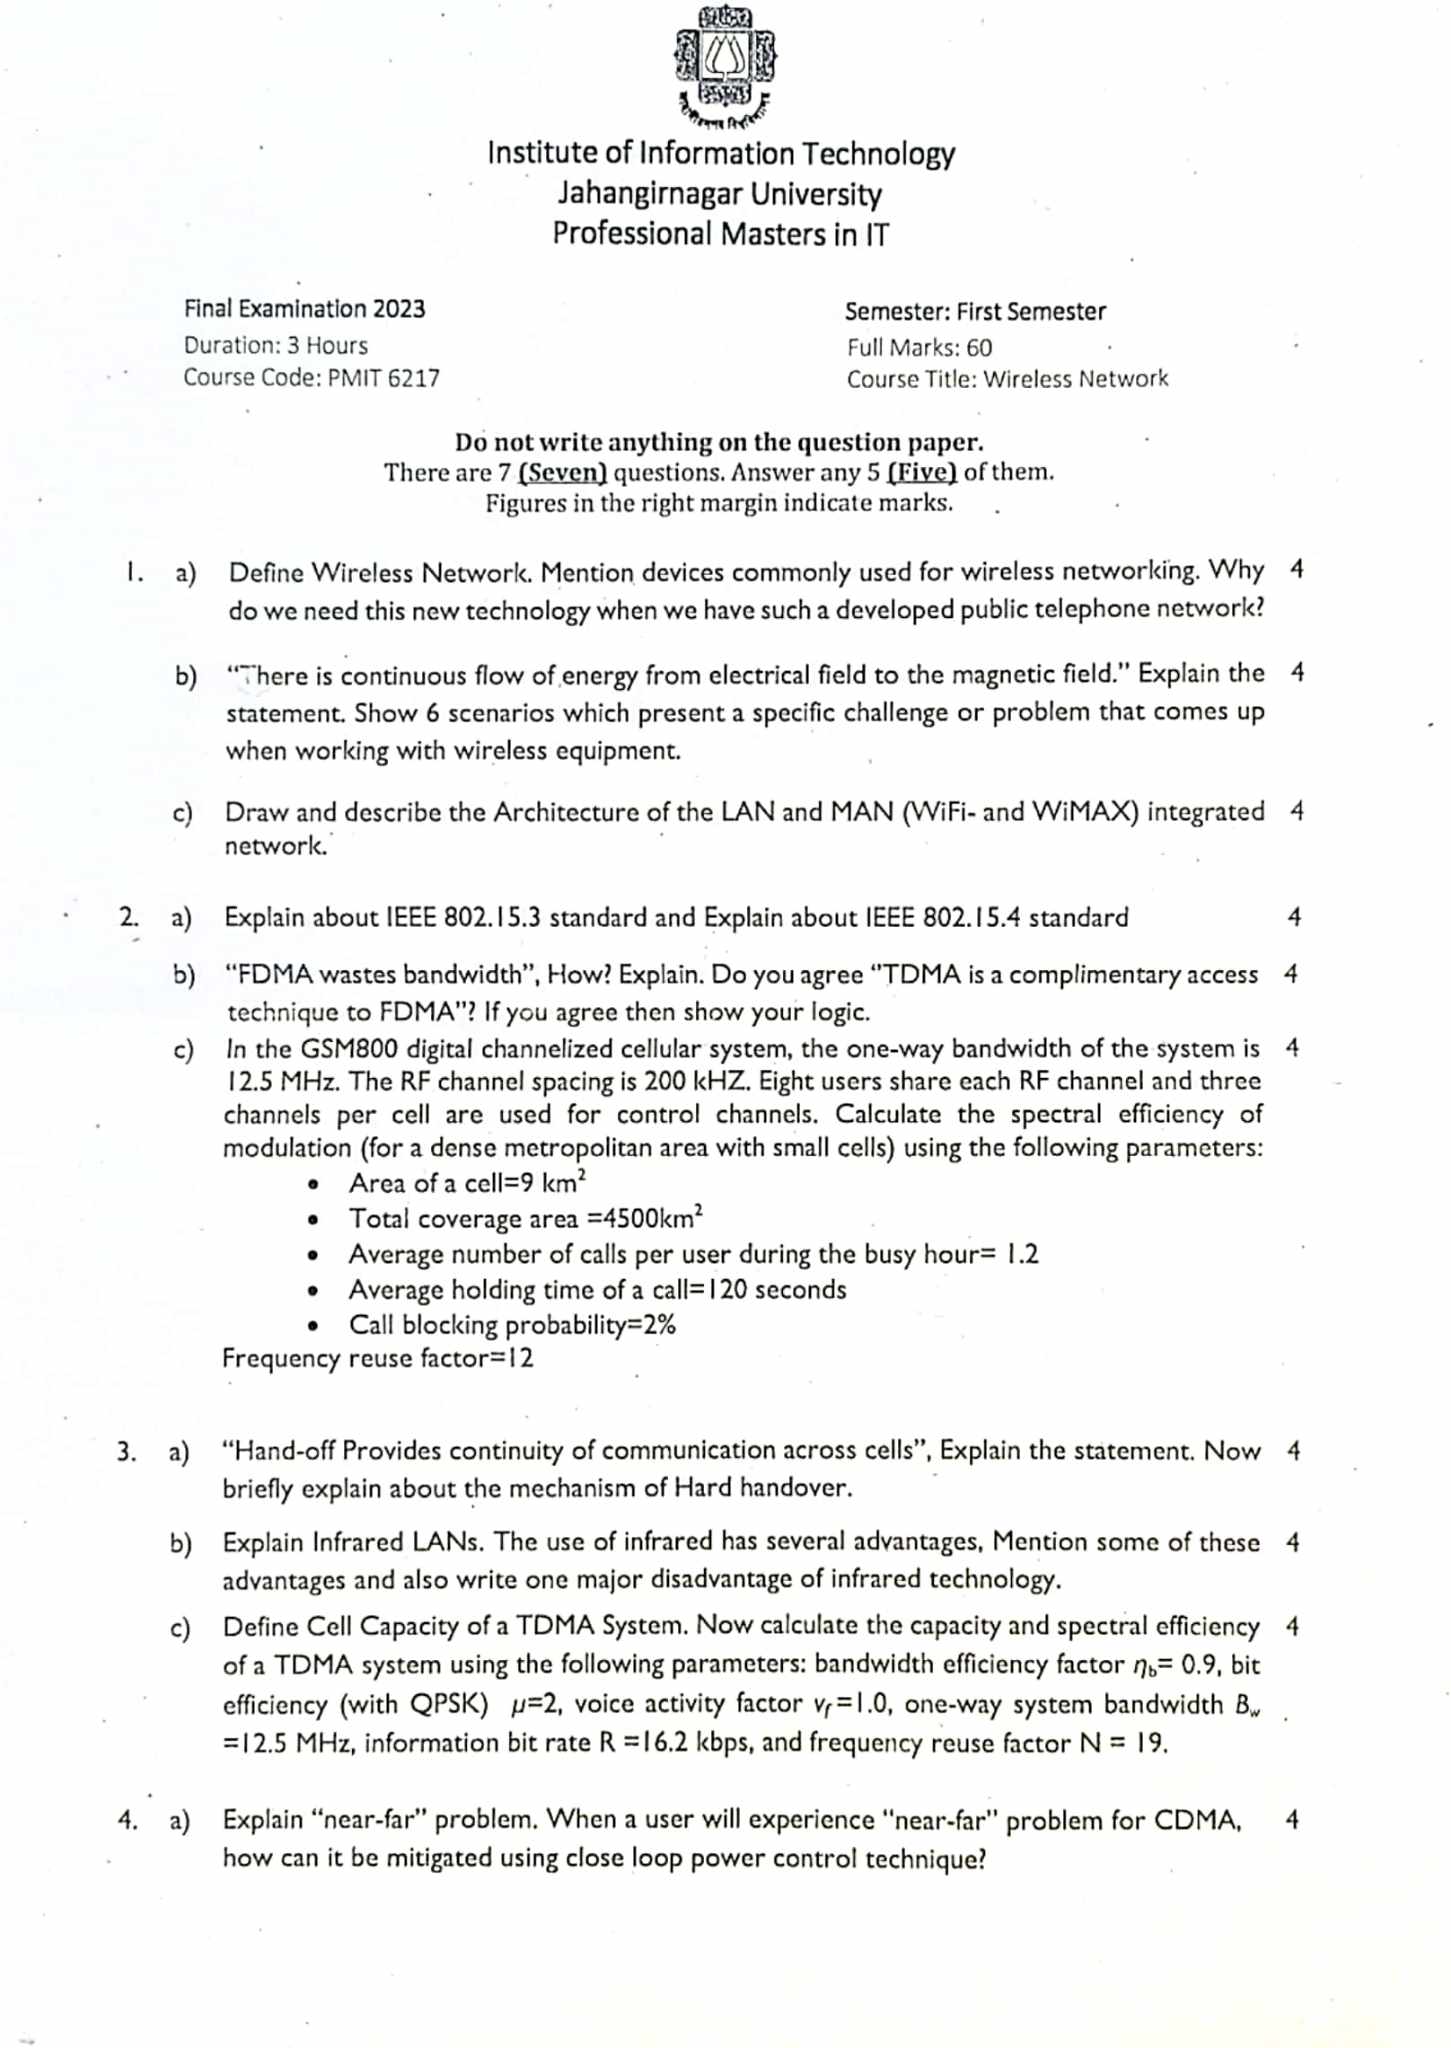 Institute of Information Technology
Jahangirnagar University
Professional Masters in IT
Final Examination 2023
Semester: First Semester
Duration: 3 Hours
Full Marks: 60
Course Code: PMIT 6217
Course Title: Wireless Network
Do not write anything on the question paper.
There are 7 (Seven) questions. Answer any 5 (Five) of them.
Figures in the right margin indicate marks.
1. a) Define Wireless Network. Mention devices commonly used for wireless networking. Why 4
do we need this new technology when we have such a developed public telephone network?
b) “There is continuous flow of energy from electrical field to the magnetic field.” Explain the 4
statement. Show 6 scenarios which present a specific challenge or problem that comes up
when working with wireless equipment.
c) Draw and describe the Architecture of the LAN and MAN (WiFi- and WiMAX) integrated 4
network.
2. a) Explain about IEEE 802.15.3 standard and Explain about IEEE 802.15.4 standard 4
b) “FDMA wastes bandwidth”, How? Explain. Do you agree “TDMA is a complimentary access 4
technique to FDMA”? If you agree then show your logic.
c) In the GSM800 digital channelized cellular system, the one-way bandwidth of the system is 4
12.5 MHz. The RF channel spacing is 200 kHZ. Eight users share each RF channel and three
channels per cell are used for control channels. Calculate the spectral efficiency of
modulation (for a dense metropolitan area with small cells) using the following parameters:
• Area of a cell=9 km²
• Total coverage area =4500km²
• Average number of calls per user during the busy hour= 1.2
• Average holding time of a call=120 seconds
• Call blocking probability=2%
Frequency reuse factor=12
3. a) “Hand-off Provides continuity of communication across cells”, Explain the statement. Now 4
briefly explain about the mechanism of Hard handover.
b) Explain Infrared LANs. The use of infrared has several advantages, Mention some of these 4
advantages and also write one major disadvantage of infrared technology.
c) Define Cell Capacity of a TDMA System. Now calculate the capacity and spectral efficiency 4
of a TDMA system using the following parameters: bandwidth efficiency factor η_b= 0.9, bit
efficiency (with QPSK) μ=2, voice activity factor v_f =1.0, one-way system bandwidth B_w
=12.5 MHz, information bit rate R =16.2 kbps, and frequency reuse factor N = 19.
4. a) Explain “near-far” problem. When a user will experience “near-far” problem for CDMA, 4
how can it be mitigated using close loop power control technique?